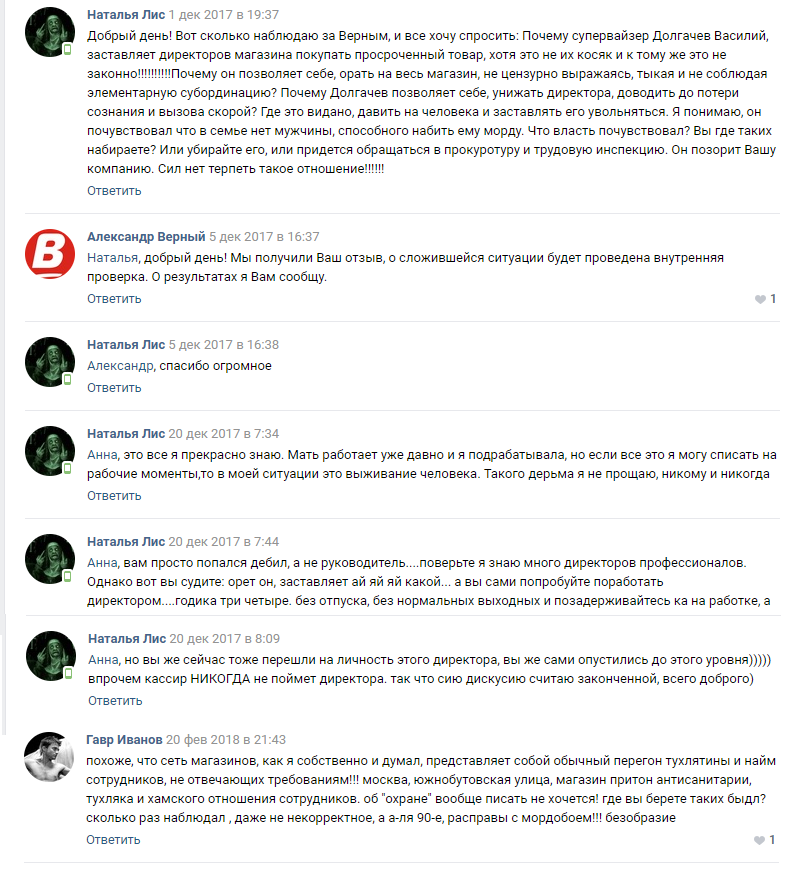 Наталья Лис 1 дек 2017 в 19:37
Добрый день! Вот сколько наблюдаю за Верным, и все хочу спросить: Почему супервайзер Долгачев Василий,
заставляет директоров магазина покупать просроченный товар, хотя это не их косяк и к тому же это не
законно!!!!!!!!!!Почему он позволяет себе, орать на весь магазин, не цензурно выражаясь, тыкая и не соблюдая
элементарную субординацию? Почему Долгачев позволяет себе, унижать директора, доводить до потери
сознания и вызова скорой? Где это видано, давить на человека и заставлять его увольняться. Я понимаю, он
почувствовал что в семье нет мужчины, способного набить ему морду. Что власть почувствовал? Вы где таких
набираете? Или убирайте его, или придется обращаться в прокуротуру и трудовую инспекцию. Он позорит Вашу
компанию. Сил нет терпеть такое отношение!!!!!!
Ответить
В
Александр Верный 5 дек 2017 в 16:37
Наталья, добрый день! Мы получили Ваш отзыв, о сложившейся ситуации будет проведена внутренняя
проверка. О результатах я Вам сообщу.
Ответить 1
Наталья Лис 5 дек 2017 в 16:38
Александр, спасибо огромное
Ответить
Наталья Лис 20 дек 2017 в 7:34
Анна, это все я прекрасно знаю. Мать работает уже давно и я подрабатывала, но если все это я могу списать на
рабочие моменты,то в моей ситуации это выживание человека. Такого дерьма я не прощаю, никому и никогда
Ответить
Наталья Лис 20 дек 2017 в 7:44
Анна, вам просто попался дебил, а не руководитель....поверьте я знаю много директоров профессионалов.
Однако вот вы судите: орет он, заставляет ай яй яй какой... а вы сами попробуйте поработать
директором....годика три четыре. без отпуска, без нормальных выходных и позадерживайтесь ка на работке, а
Наталья Лис 20 дек 2017 в 8:09
Анна, но вы же сейчас тоже перешли на личность этого директора, вы же сами опустились до этого уровня)))))
впрочем кассир НИКОГДА не поймет директора. так что сию дискусию считаю законченной, всего доброго)
Ответить
Гавр Иванов 20 фев 2018 в 21:43
похоже, что сеть магазинов, как я собственно и думал, представляет собой обычный перегон тухлятины и найм
сотрудников, не отвечающих требованиям!!! москва, южнобутовская улица, магазин притон антисанитарии,
тухляка и хамского отношения сотрудников. об "охране" вообще писать не хочется! где вы берете таких быдл?
сколько раз наблюдал , даже не некорректное, а а-ля 90-е, расправы с мордобоем!!! безобразие
Ответить 1